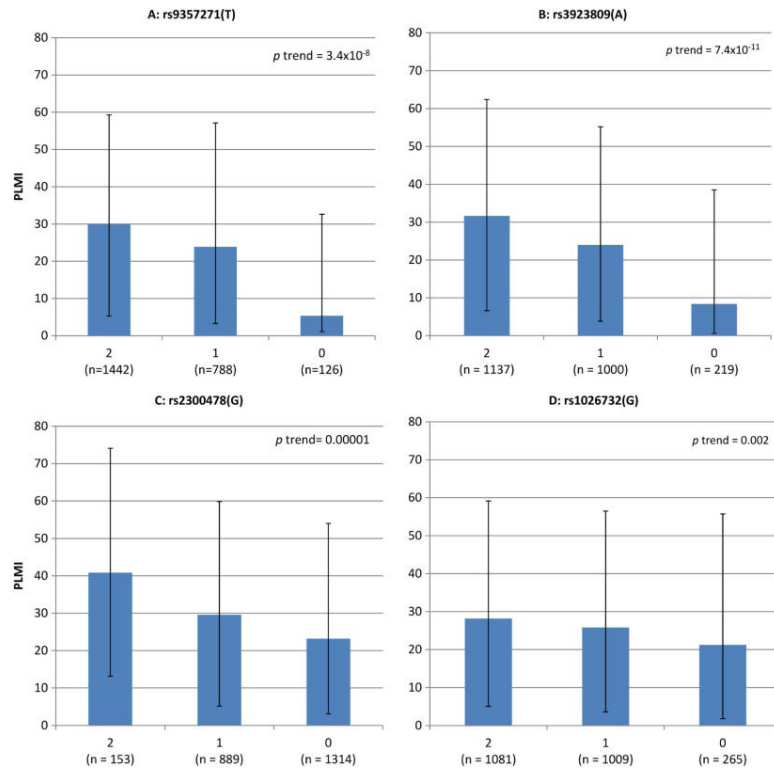 A: rs9357271(T)
p trend = 3.4x10-8
80
70
60
50
40
30
20
10
0
PLMI
2 1 0
(n=1442) (n=788) (n=126)
B: rs3923809(A)
p trend = 7.4x10-11
80
70
60
50
40
30
20
10
0
2 1 0
(n = 1137) (n = 1000) (n = 219)
C: rs2300478(G)
p trend= 0.00001
80
70
60
50
40
30
20
10
0
PLMI
2 1 0
(n = 153) (n = 889) (n = 1314)
D: rs1026732(G)
p trend = 0.002
80
70
60
50
40
30
20
10
0
2 1 0
(n = 1081) (n = 1009) (n = 265)